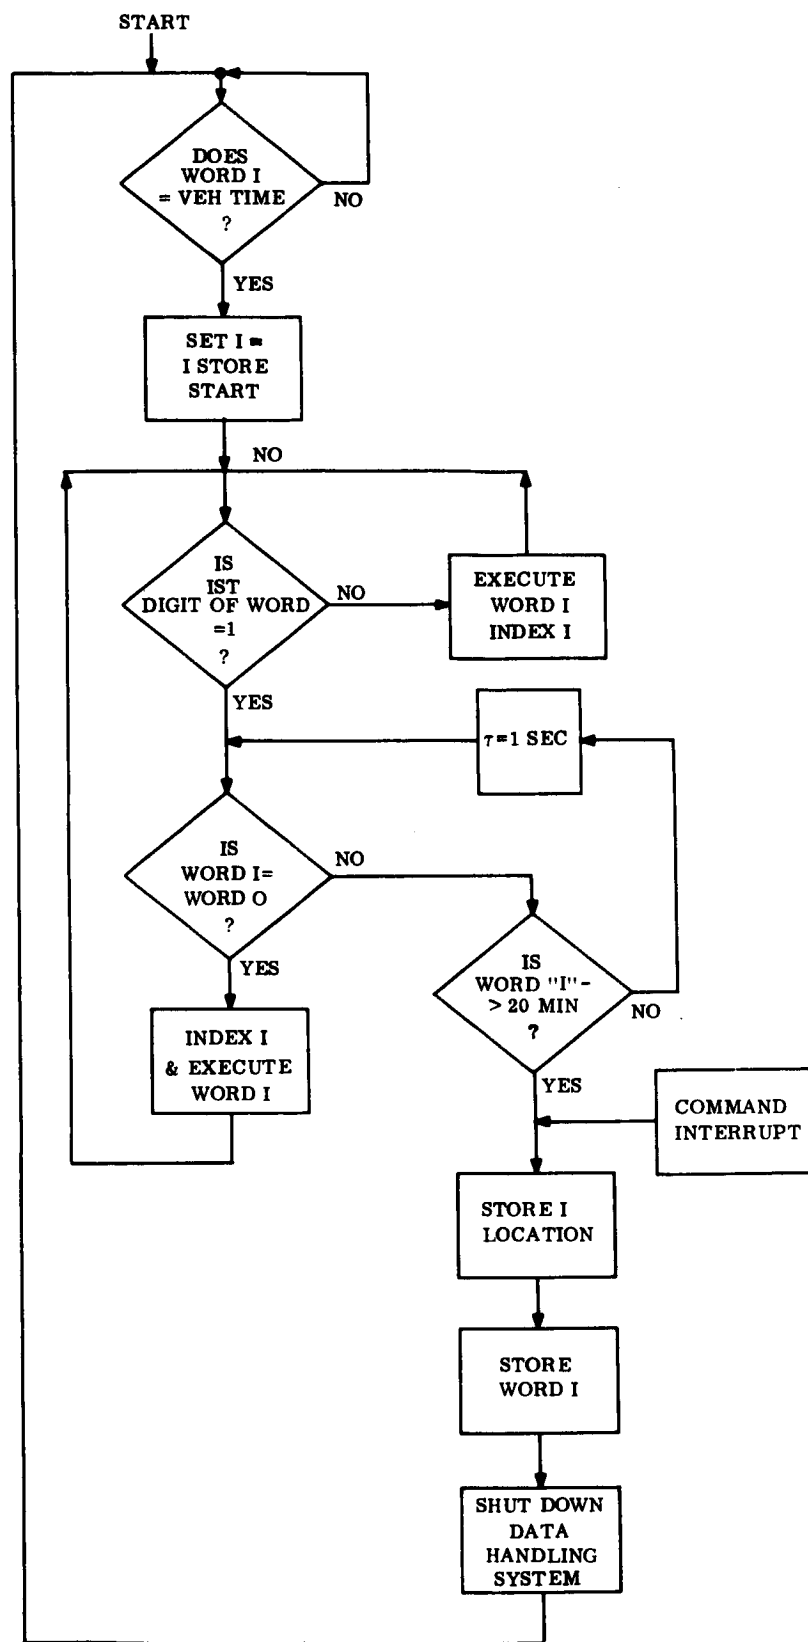 START
DOES
WORD I
= VEH TIME
?
NO
YES
SET I =
I STORE
START
NO
IS
IST
DIGIT OF WORD
=1
?
NO
EXECUTE
WORD I
INDEX I
YES
τ=1 SEC
IS
WORD I=
WORD O
?
NO
YES
IS
WORD "I"-
> 20 MIN
?
NO
YES
INDEX I
& EXECUTE
WORD I
COMMAND
INTERRUPT
STORE I
LOCATION
STORE
WORD I
SHUT DOWN
DATA
HANDLING
SYSTEM